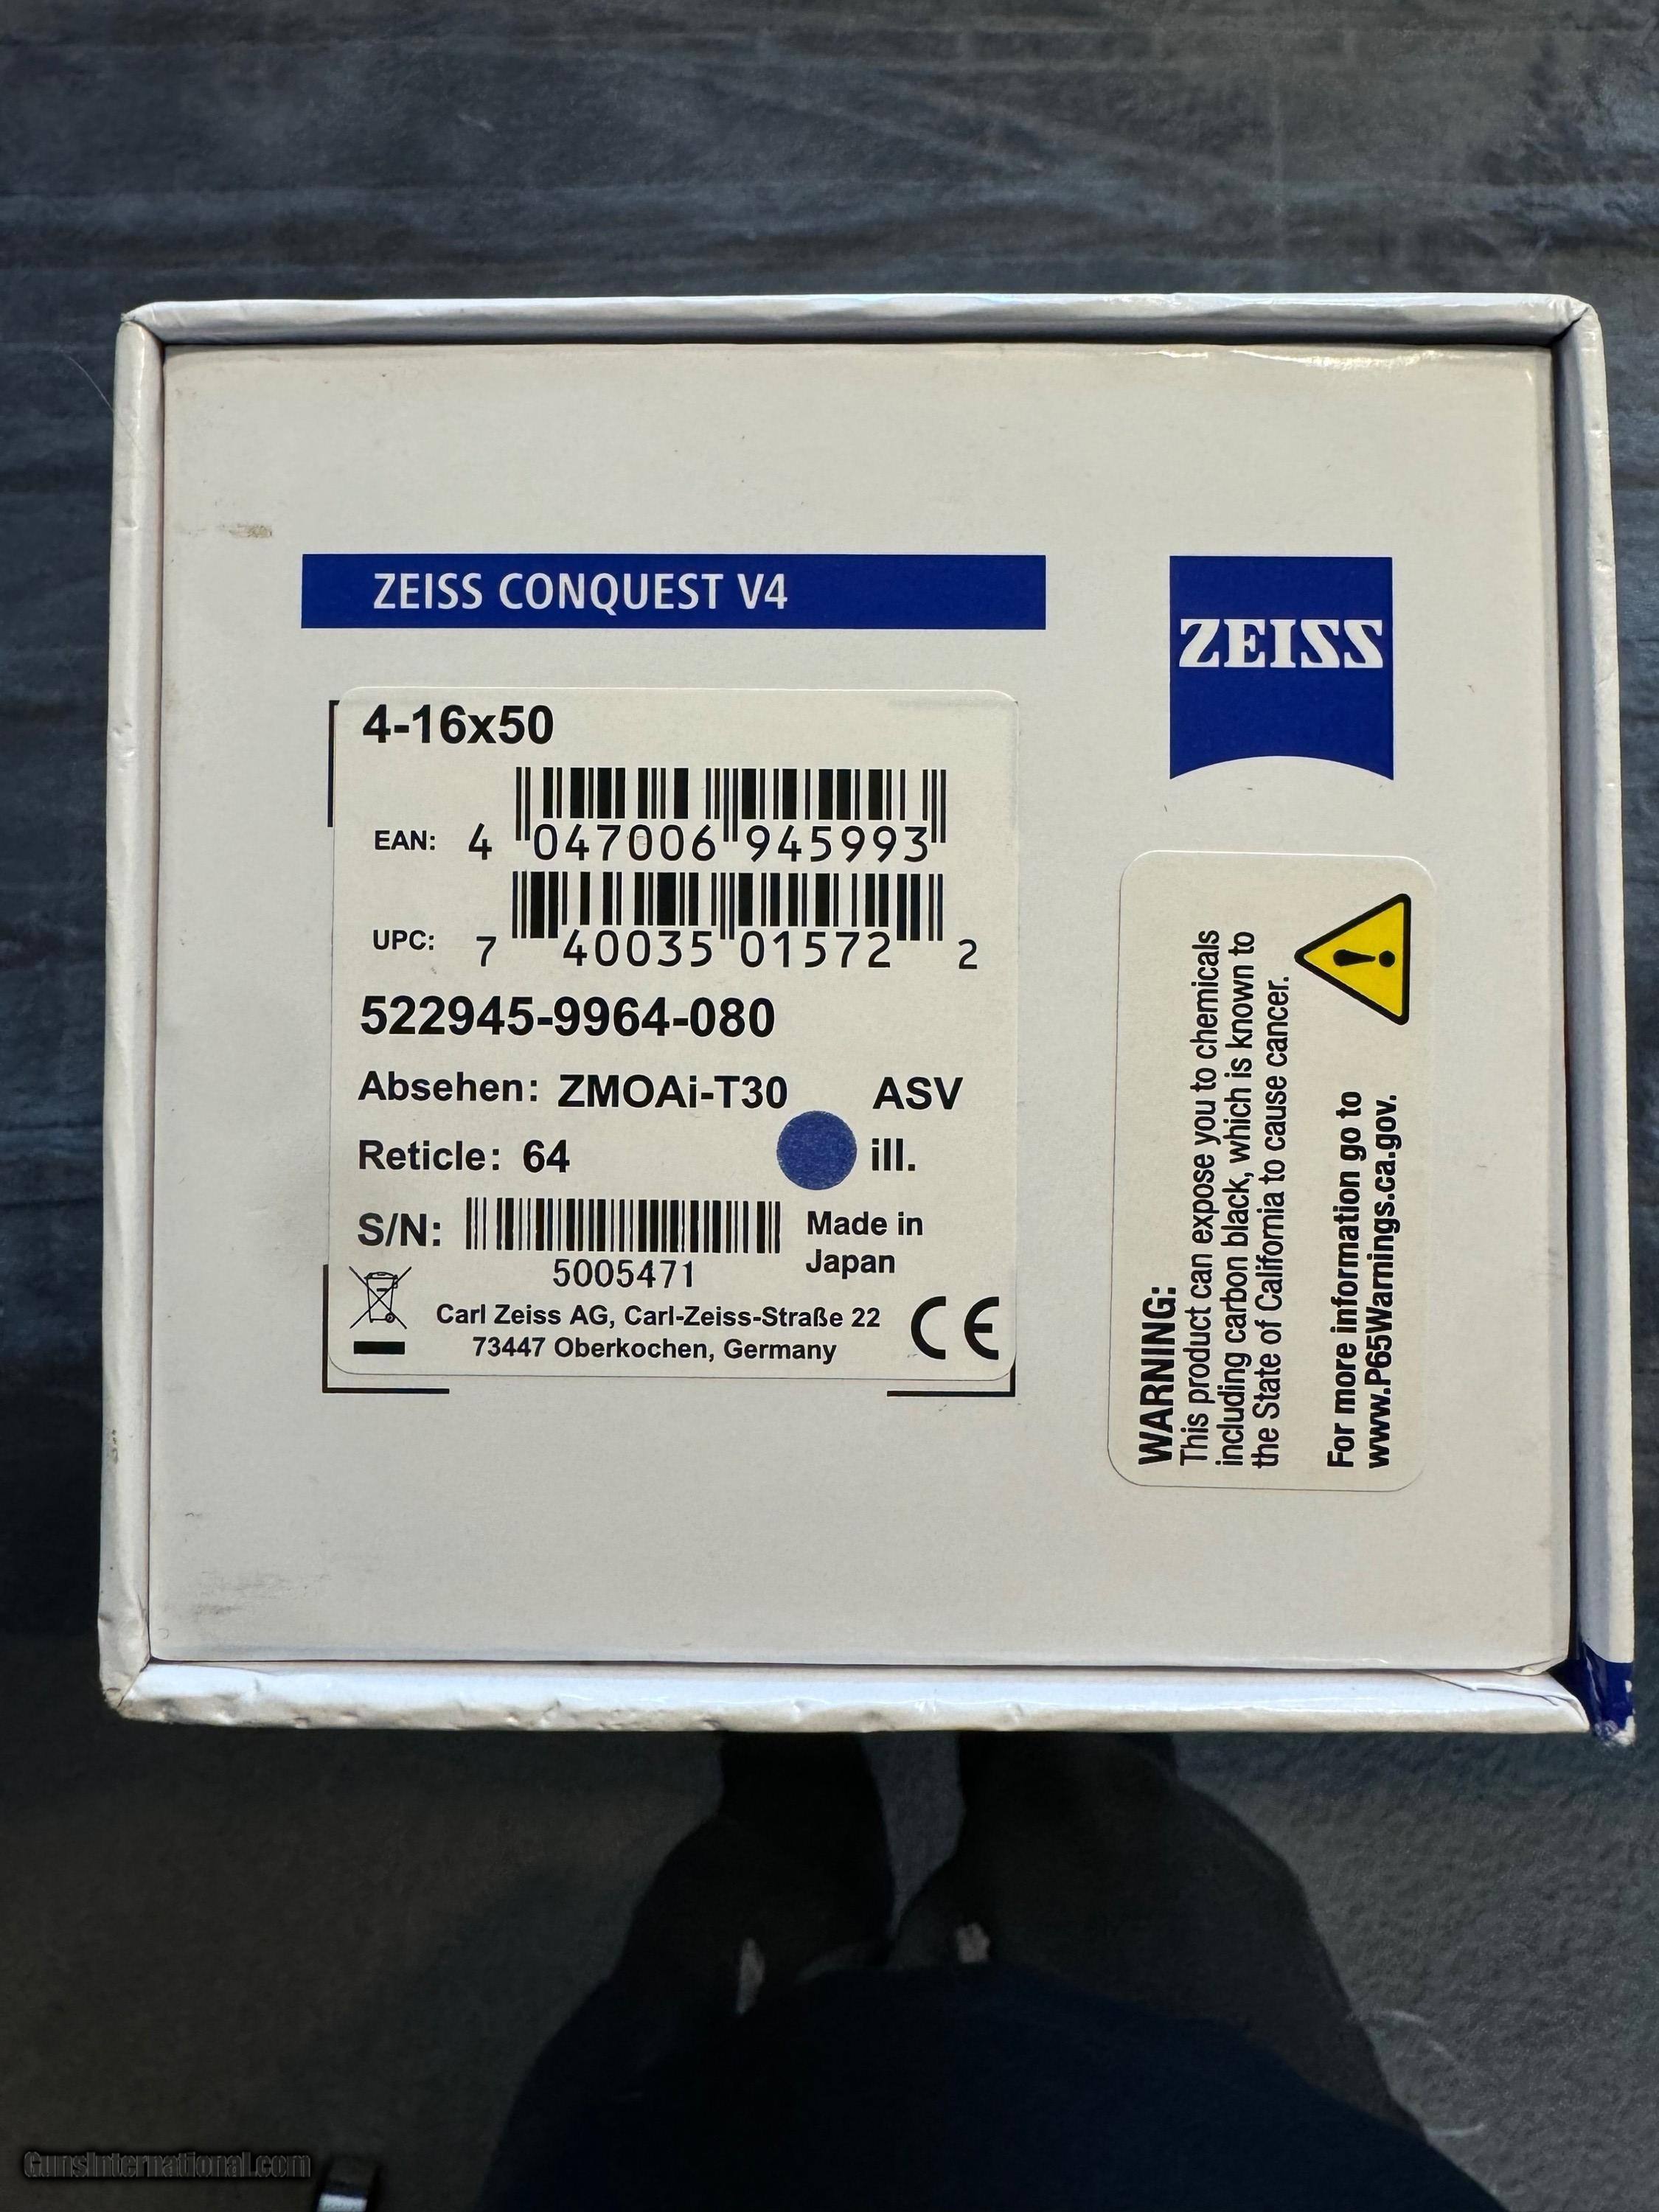 ZEISS CONQUEST V4
ZEISS
4-16x50
EAN: 4 047006 945993
UPC: 7 40035 01572 2
522945-9964-080
Absehen: ZMOAi-T30 ASV
Reticle: 64 ill.
S/N:
5005471
Made in
Japan
Carl Zeiss AG, Carl-Zeiss-Straße 22
73447 Oberkochen, Germany
CE
WARNING:
This product can expose you to chemicals
including carbon black, which is known to
the State of California to cause cancer.
For more information go to
www.P65Warnings.ca.gov.
GunsInternational.com